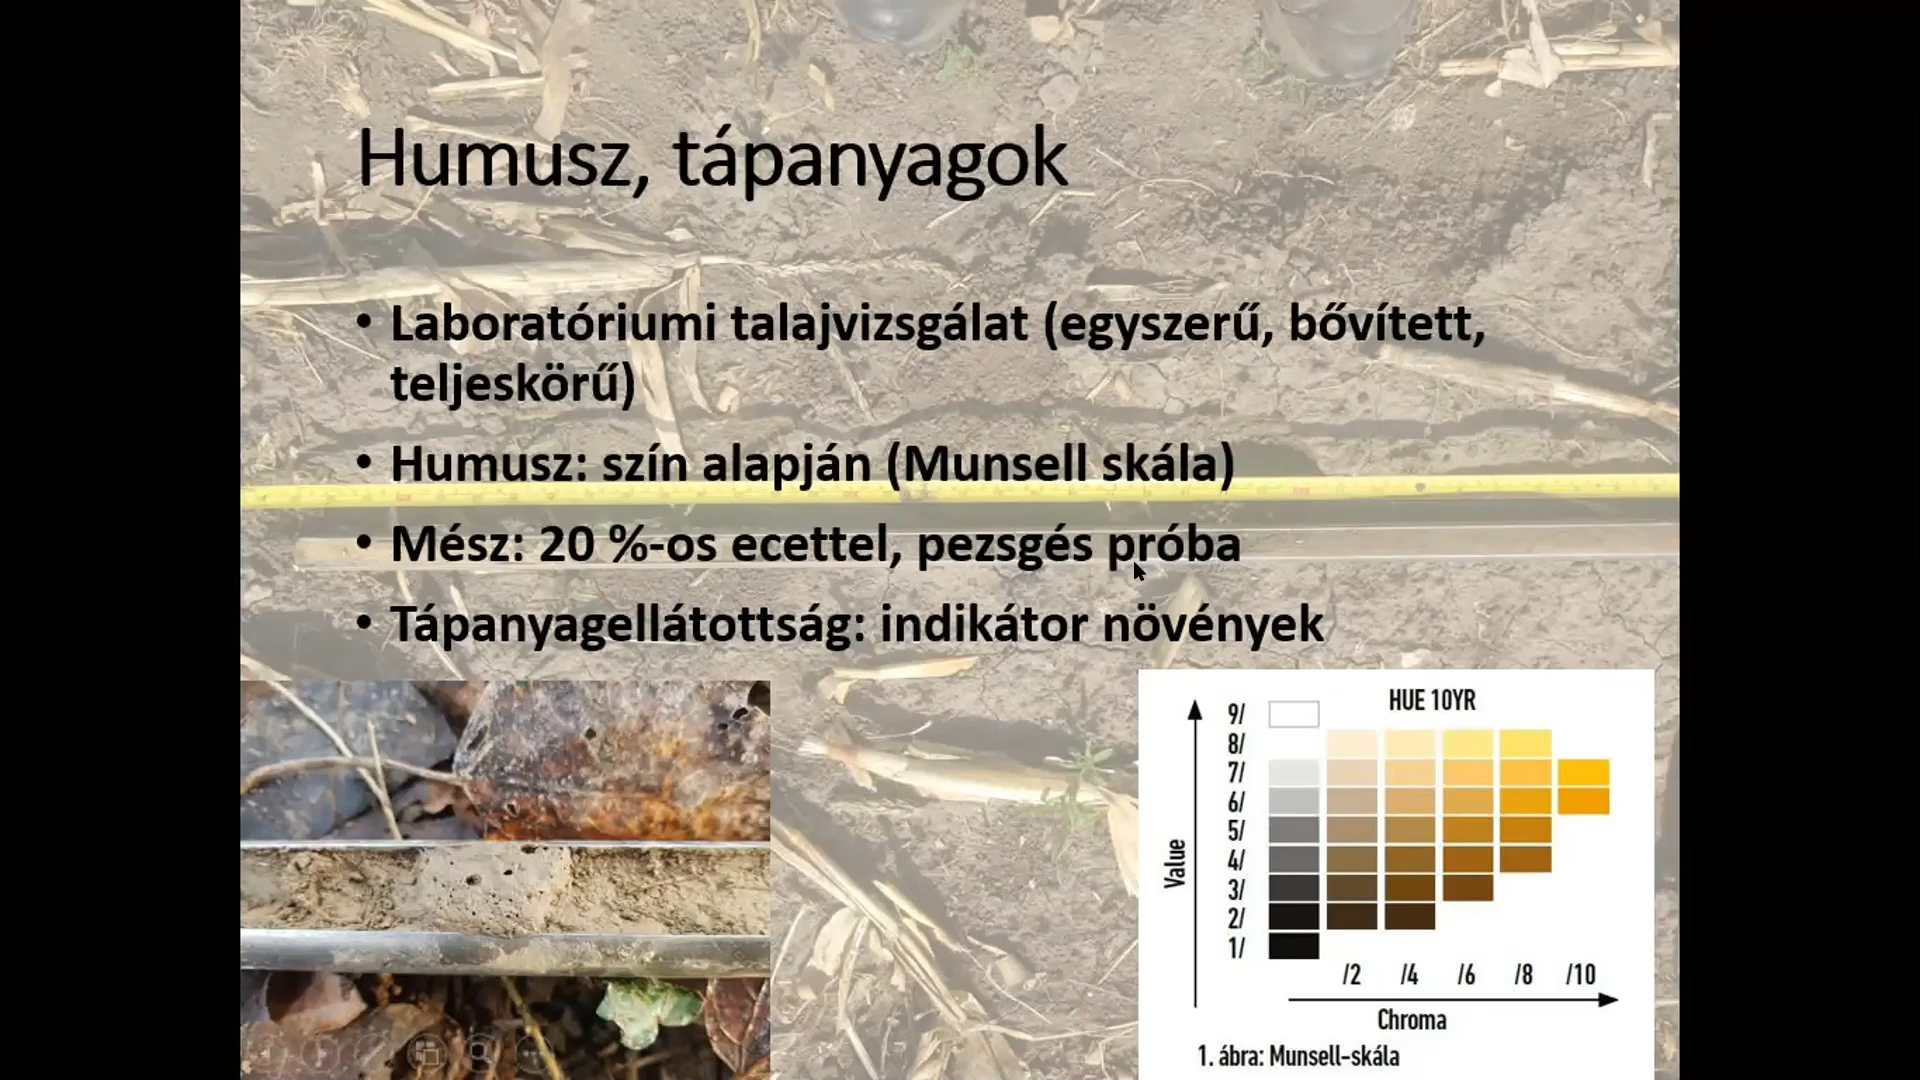 Humusz, tápanyagok
• Laboratóriumi talajvizsgálat (egyszerű, bővített,
teljeskörű)
• Humusz: szín alapján (Munsell skála)
• Mész: 20 %-os ecettel, pezsgés próba
• Tápanyagellátottság: indikátor növények
HUE 10YR
9/
8/
7/
6/
5/
4/
3/
2/
1/
Value
/2 /4 /6 /8 /10
Chroma
1. ábra: Munsell-skála